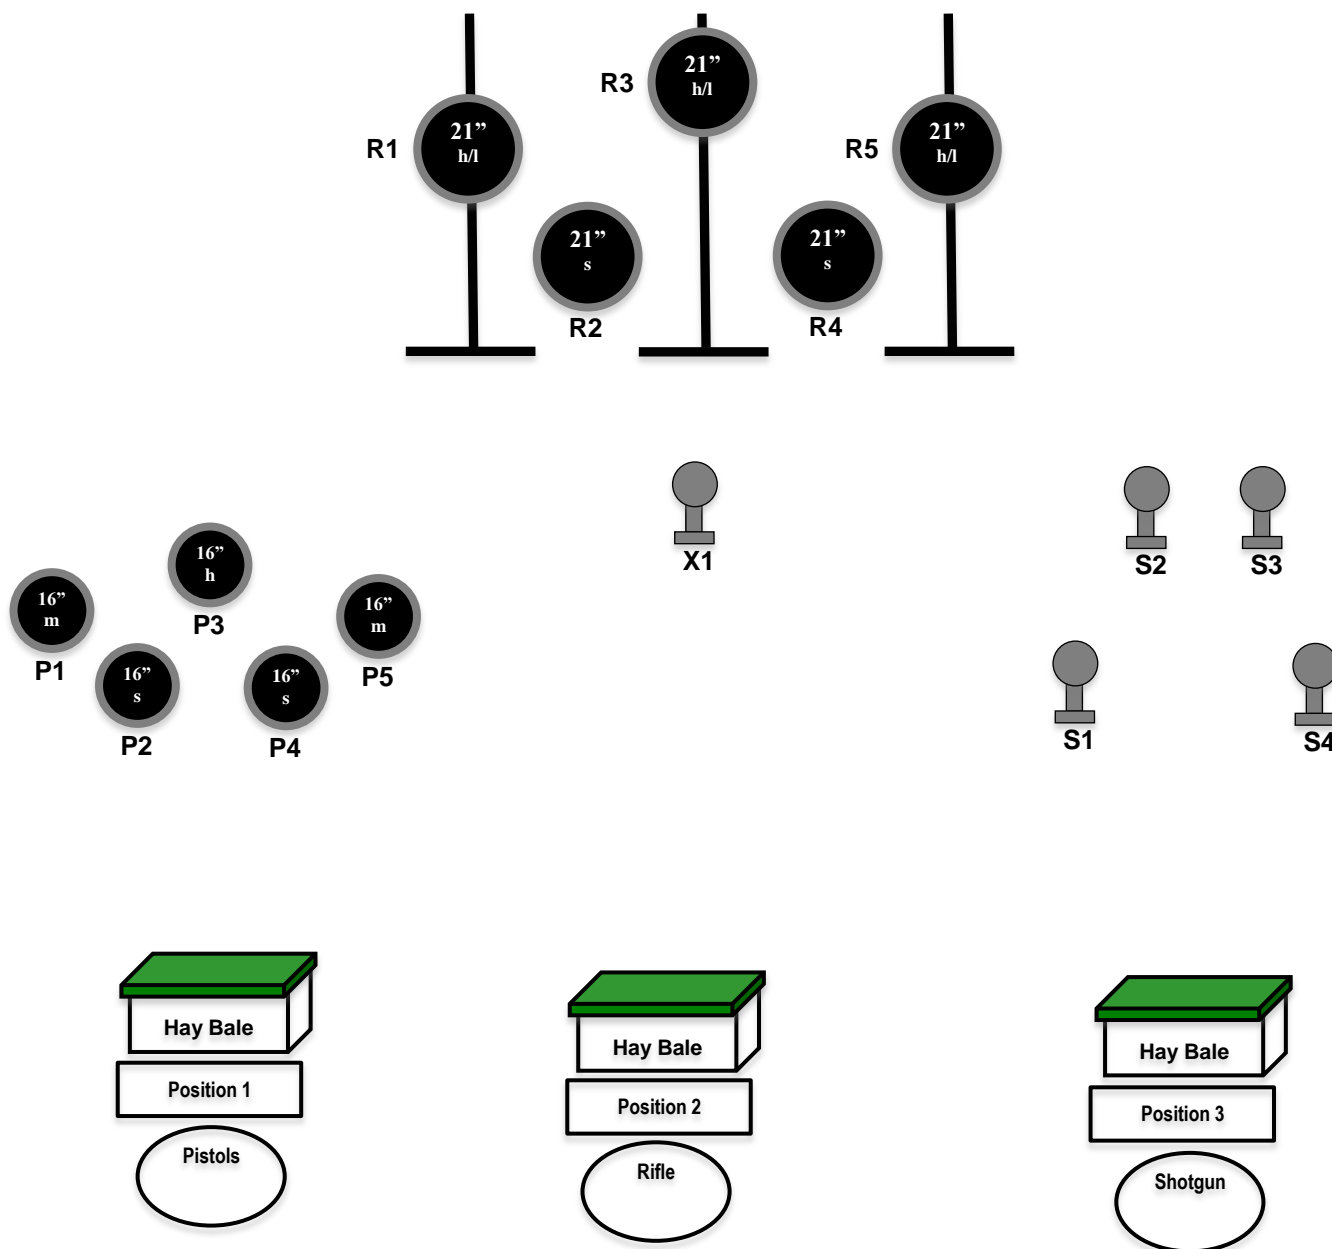 21”
h/l
R3
21”
h/l
R1
21”
h/l
R5
21”
s
R2
21”
s
R4
X1
S2
S3
16”
h
P3
16”
m
P1
16”
m
P5
16”
s
P2
16”
s
P4
S1
S4
Hay Bale
Position 1
Pistols
Hay Bale
Position 2
Rifle
Hay Bale
Position 3
Shotgun